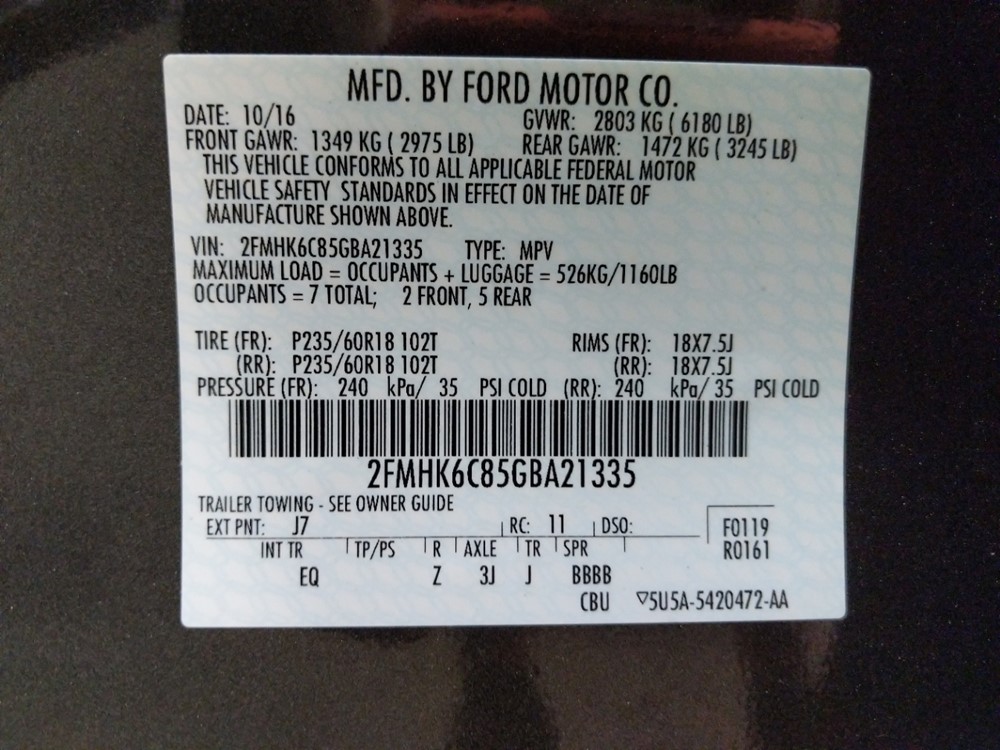 MFD. BY FORD MOTOR CO.
DATE: 10/16 GVWR: 2803 KG ( 6180 LB)
FRONT GAWR: 1349 KG ( 2975 LB) REAR GAWR: 1472 KG ( 3245 LB)
THIS VEHICLE CONFORMS TO ALL APPLICABLE FEDERAL MOTOR
VEHICLE SAFETY STANDARDS IN EFFECT ON THE DATE OF
MANUFACTURE SHOWN ABOVE.
VIN: 2FMHK6C85GBA21335 TYPE: MPV
MAXIMUM LOAD = OCCUPANTS + LUGGAGE = 526KG/1160LB
OCCUPANTS = 7 TOTAL; 2 FRONT, 5 REAR
TIRE (FR): P235/60R18 102T RIMS (FR): 18X7.5J
(RR): P235/60R18 102T (RR): 18X7.5J
PRESSURE (FR): 240 kPa/ 35 PSI COLD (RR): 240 kPa/ 35 PSI COLD
2FMHK6C85GBA21335
TRAILER TOWING - SEE OWNER GUIDE
EXT PNT: J7 RC: 11 DSO: F0119
INT TR TP/PS R AXLE TR SPR R0161
EQ Z 3J J BBBB
CBU ▽5U5A-5420472-AA